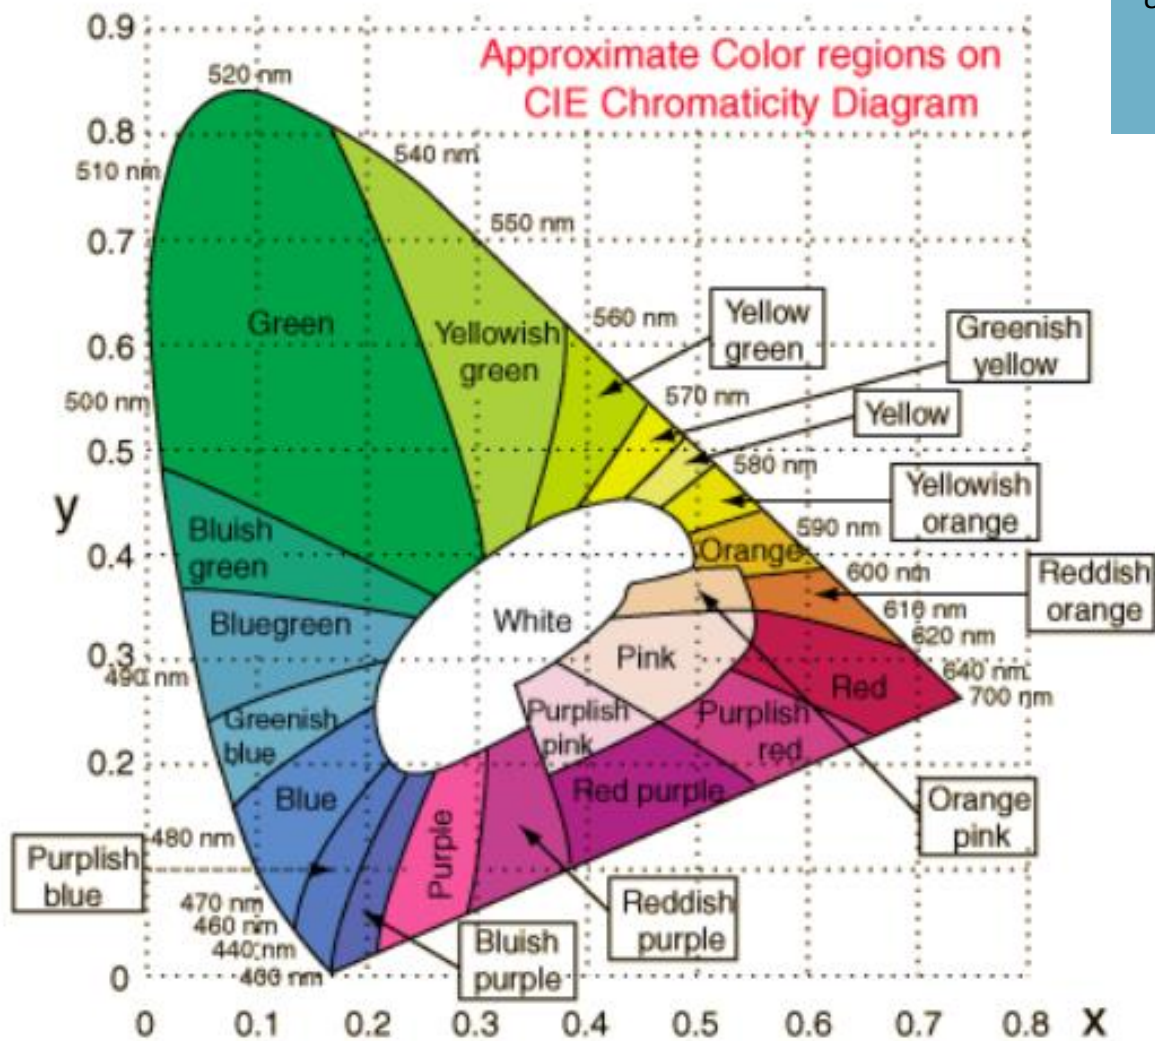 Approximate Color regions on
CIE Chromaticity Diagram
0.9
520 nm
0.8
540 nm
510 nm
0.7
550 nm
560 nm
Yellow
green
Greenish
yellow
Green
Yellowish
green
0.6
500 nm
570 nm
Yellow
0.5
580 nm
Yellowish
orange
y
Bluish
green
590 nm
0.4
Orange
600 nm
Reddish
orange
610 nm
620 nm
Bluegreen
White
0.3
Pink
640 nm
490 nm
Red
700 nm
Greenish
blue
Purplish
pink
Purplish
red
0.2
Blue
Red purple
Orange
pink
480 nm
Purplish
blue
Purple
470 nm
460 nm
440 nm
Reddish
purple
Bluish
purple
0
0
0.1
0.2
0.3
0.4
0.5
0.6
0.7
0.8
x